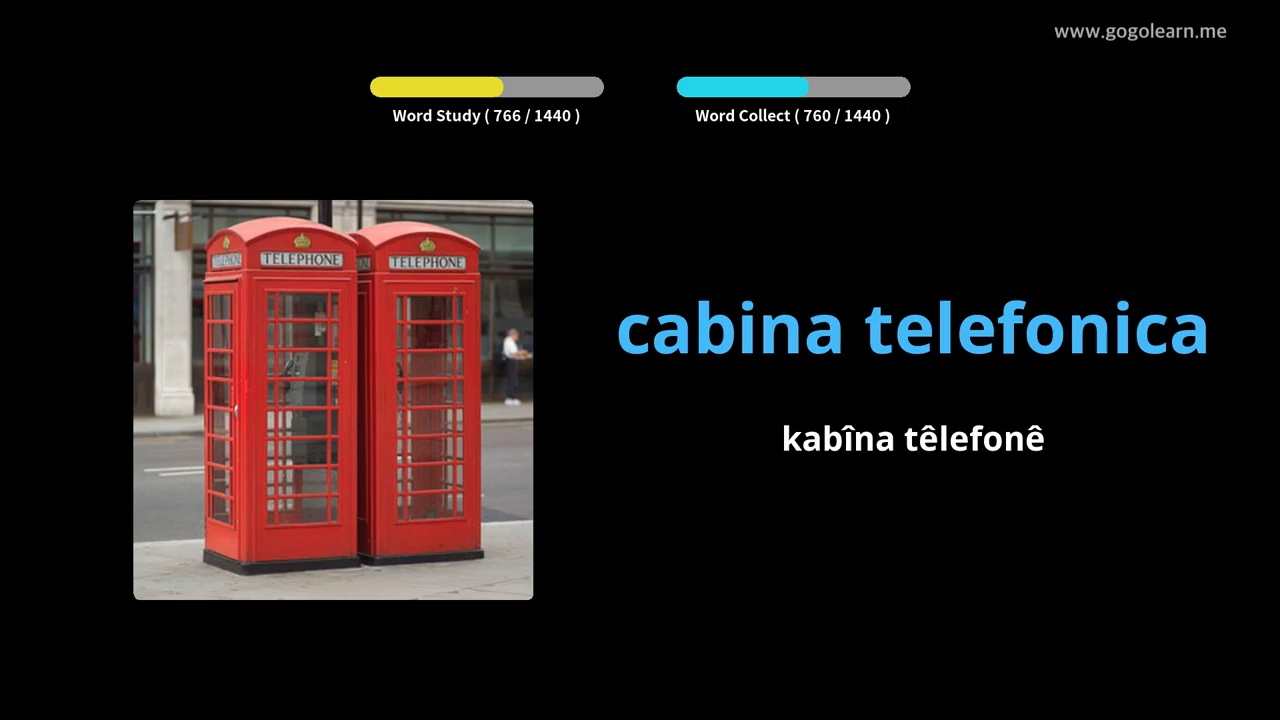 www.gogolearn.me
Word Study ( 766 / 1440 )
Word Collect ( 760 / 1440 )
TELEPHONE
TELEPHONE
cabina telefonica
kabîna têlefonê